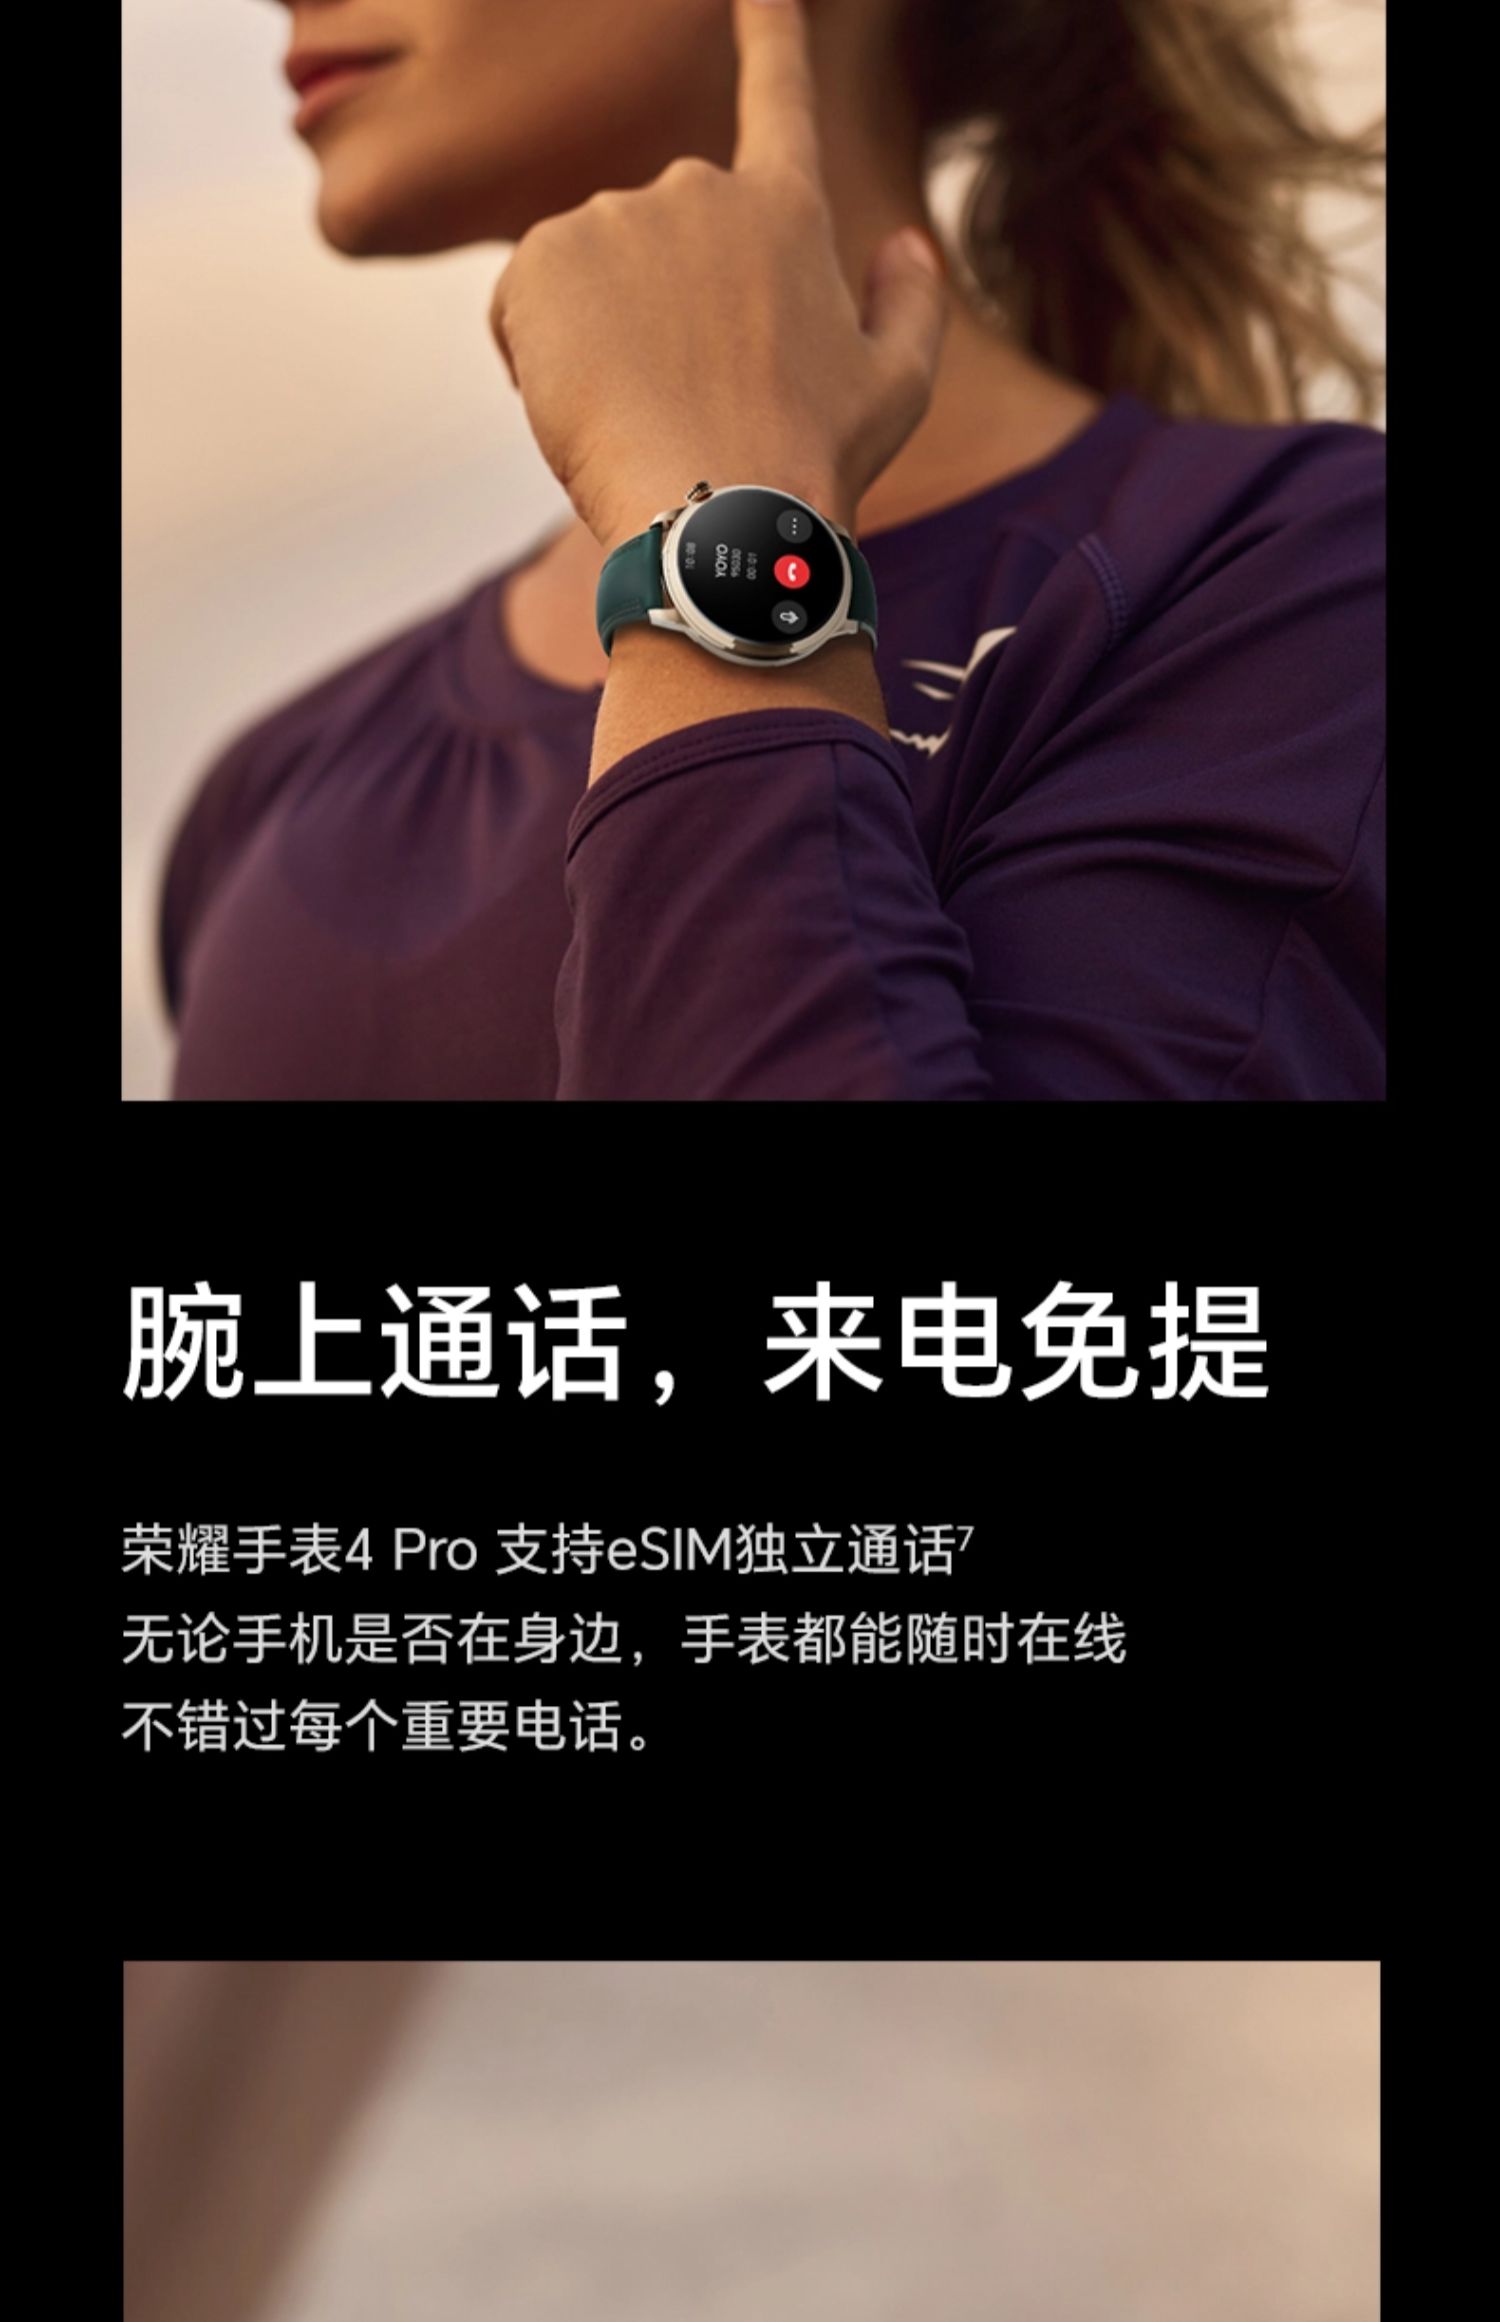 10:08
YOYO
95030
00:01
腕上通话，来电免提
荣耀手表4 Pro 支持eSIM独立通话7
无论手机是否在身边，手表都能随时在线
不错过每个重要电话。